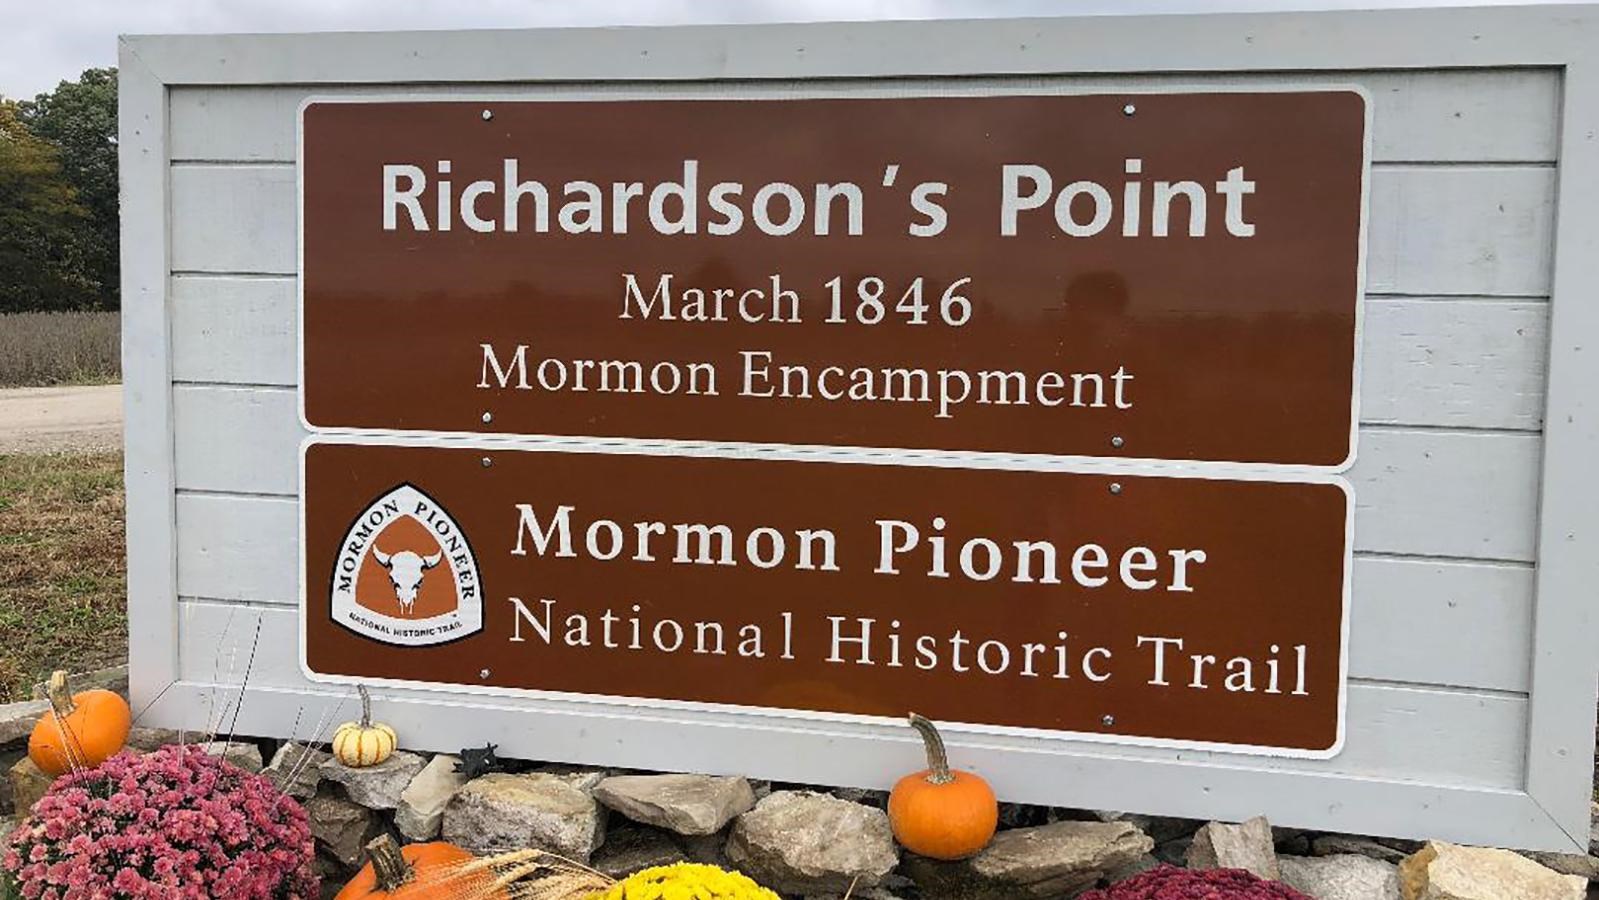 Richardson's Point
March 1846
Mormon Encampment
MORMON PIONEER
NATIONAL HISTORIC TRAIL
Mormon Pioneer
National Historic Trail